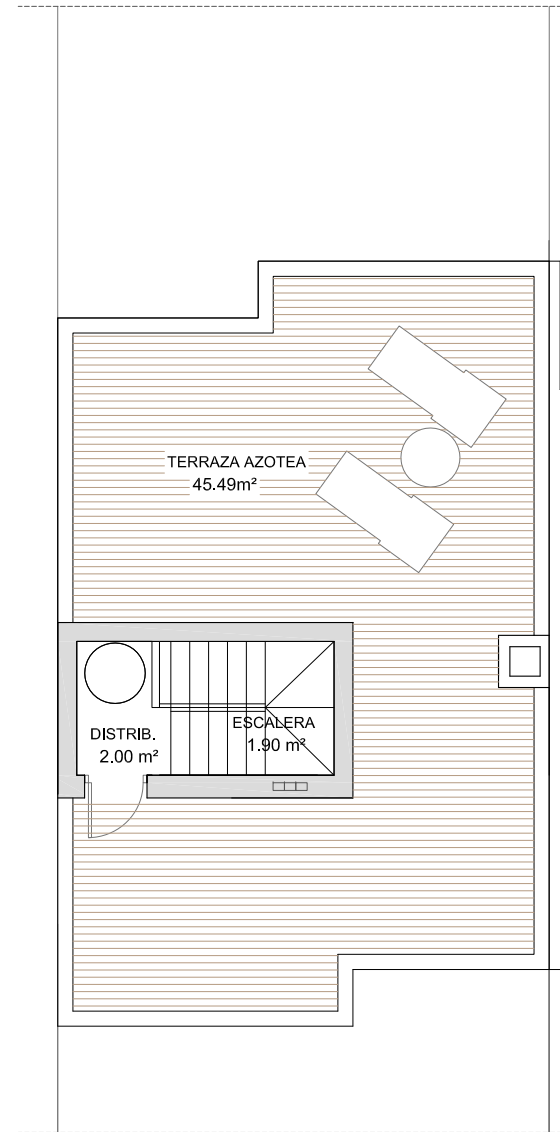 TERRAZA AZOTEA
45.49m²
DISTRIB.
2.00 m²
ESCALERA
1.90 m²